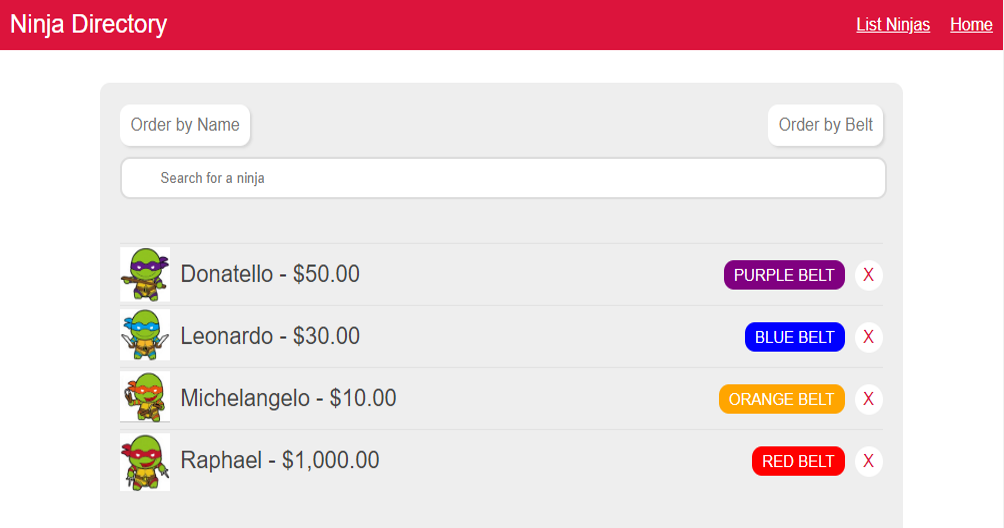 Ninja Directory List Ninjas Home
Order by Name Order by Belt
Search for a ninja
Donatello - $50.00 PURPLE BELT X
Leonardo - $30.00 BLUE BELT X
Michelangelo - $10.00 ORANGE BELT X
Raphael - $1,000.00 RED BELT X